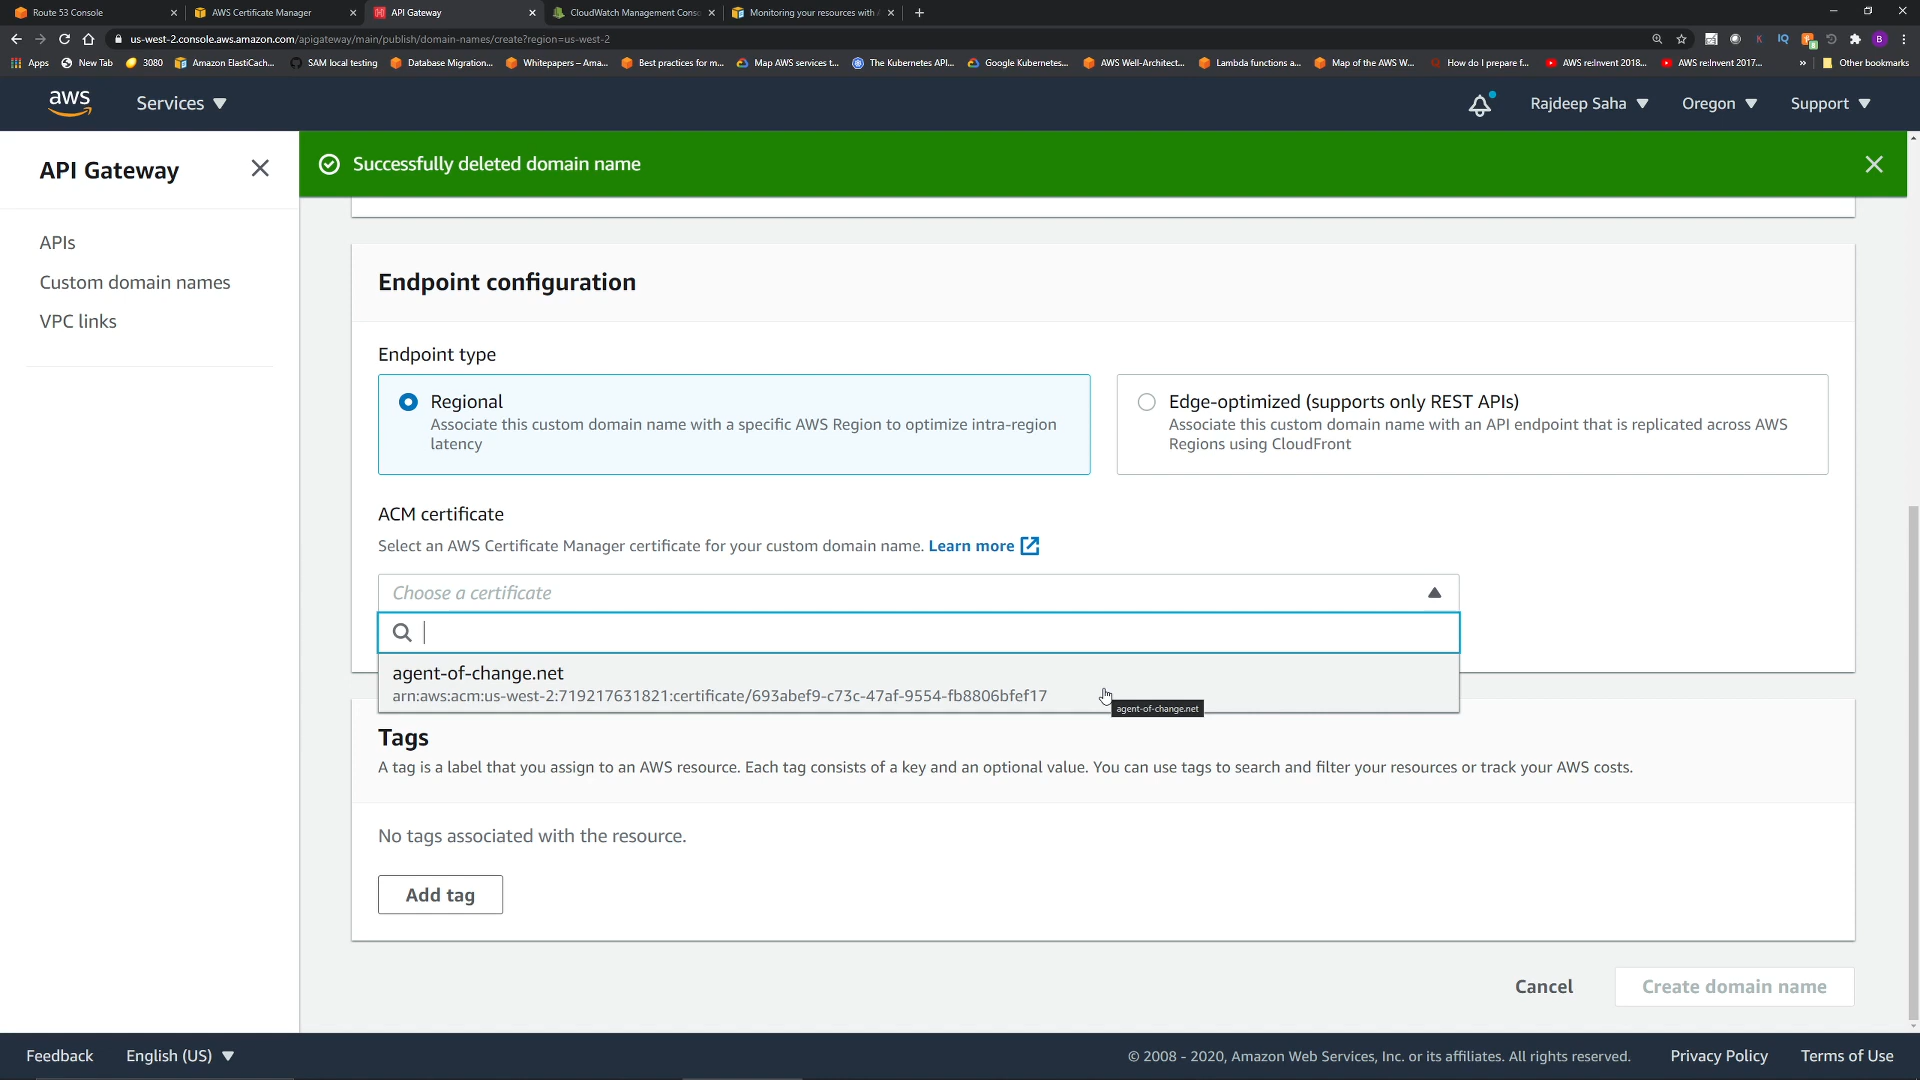 Route 53 Console
AWS Certificate Manager
API Gateway
CloudWatch Management Conso
Monitoring your resources with
us-west-2.console.aws.amazon.com/apigateway/main/publish/domain-names/create?region=us-west-2
Apps
New Tab
3080
Amazon ElastiCach...
SAM local testing
Database Migration...
Whitepapers – Ama...
Best practices for m...
Map AWS services t...
The Kubernetes API...
Google Kubernetes...
AWS Well-Architect...
Lambda functions a...
Map of the AWS W...
How do I prepare f...
AWS re:Invent 2018...
AWS re:Invent 2017...
»
Other bookmarks
aws
Services
Rajdeep Saha
Oregon
Support
API Gateway
Successfully deleted domain name
APIs
Custom domain names
VPC links
Endpoint configuration
Endpoint type
Regional
Associate this custom domain name with a specific AWS Region to optimize intra-region
latency
Edge-optimized (supports only REST APIs)
Associate this custom domain name with an API endpoint that is replicated across AWS
Regions using CloudFront
ACM certificate
Select an AWS Certificate Manager certificate for your custom domain name. Learn more
Choose a certificate
agent-of-change.net
arn:aws:acm:us-west-2:719217631821:certificate/693abef9-c73c-47af-9554-fb8806bfef17
agent-of-change.net
Tags
A tag is a label that you assign to an AWS resource. Each tag consists of a key and an optional value. You can use tags to search and filter your resources or track your AWS costs.
No tags associated with the resource.
Add tag
Cancel
Create domain name
Feedback
English (US)
© 2008 - 2020, Amazon Web Services, Inc. or its affiliates. All rights reserved.
Privacy Policy
Terms of Use